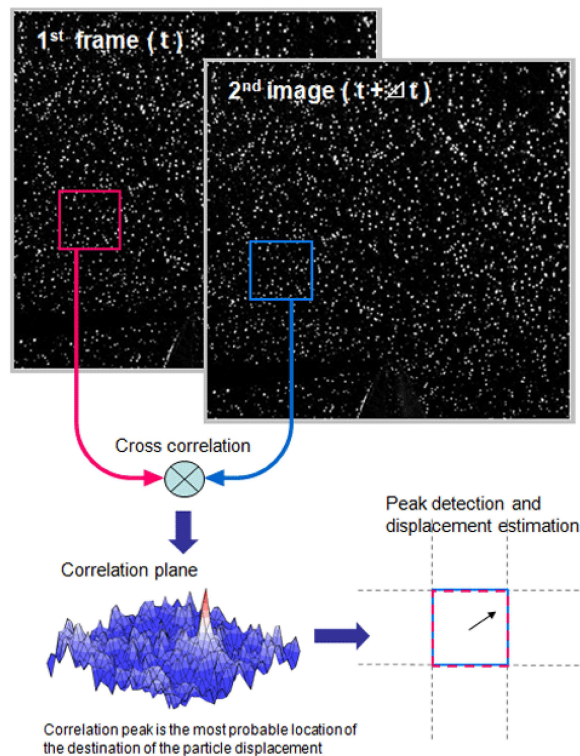 1st frame ( t )
2nd image ( t + ⊿ t )
Cross correlation
Peak detection and
displacement estimation
Correlation plane
Correlation peak is the most probable location of
the destination of the particle displacement